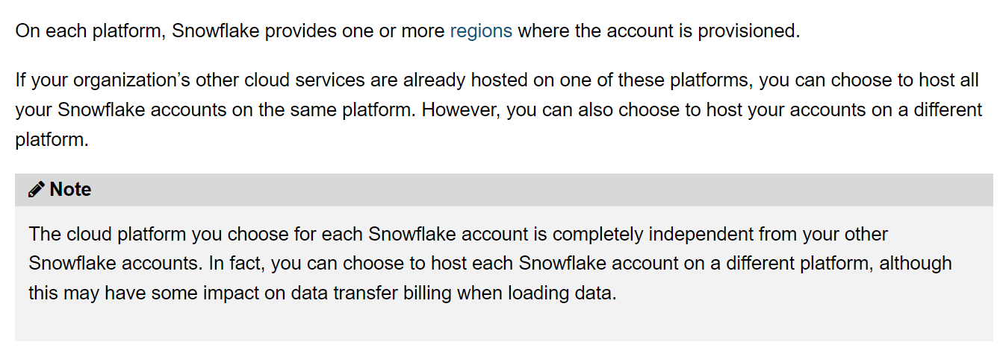 On each platform, Snowflake provides one or more regions where the account is provisioned.
If your organization’s other cloud services are already hosted on one of these platforms, you can choose to host all
your Snowflake accounts on the same platform. However, you can also choose to host your accounts on a different
platform.
Note
The cloud platform you choose for each Snowflake account is completely independent from your other
Snowflake accounts. In fact, you can choose to host each Snowflake account on a different platform, although
this may have some impact on data transfer billing when loading data.